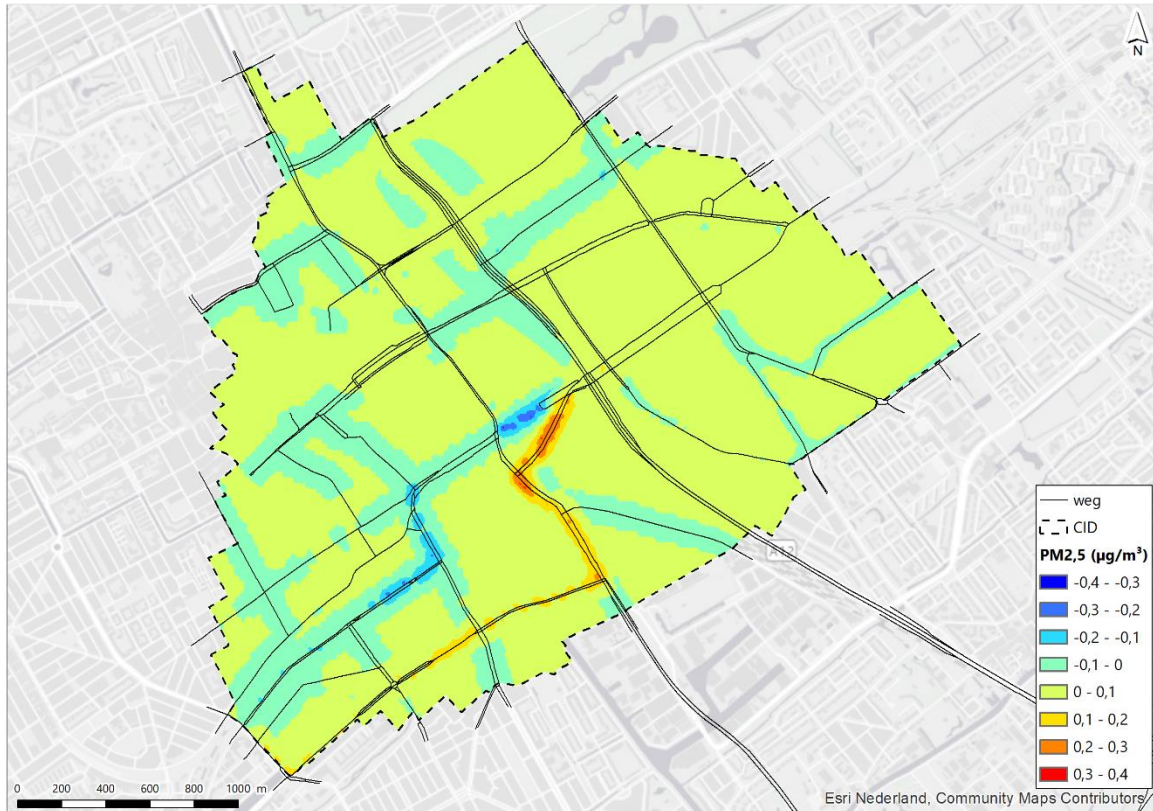 N
A12
weg
CID
PM2,5 (µg/m³)
-0,4 - -0,3
-0,3 - -0,2
-0,2 - -0,1
-0,1 - 0
0 - 0,1
0,1 - 0,2
0,2 - 0,3
0,3 - 0,4
0 200 400 600 800 1000 m
Esri Nederland, Community Maps Contributors